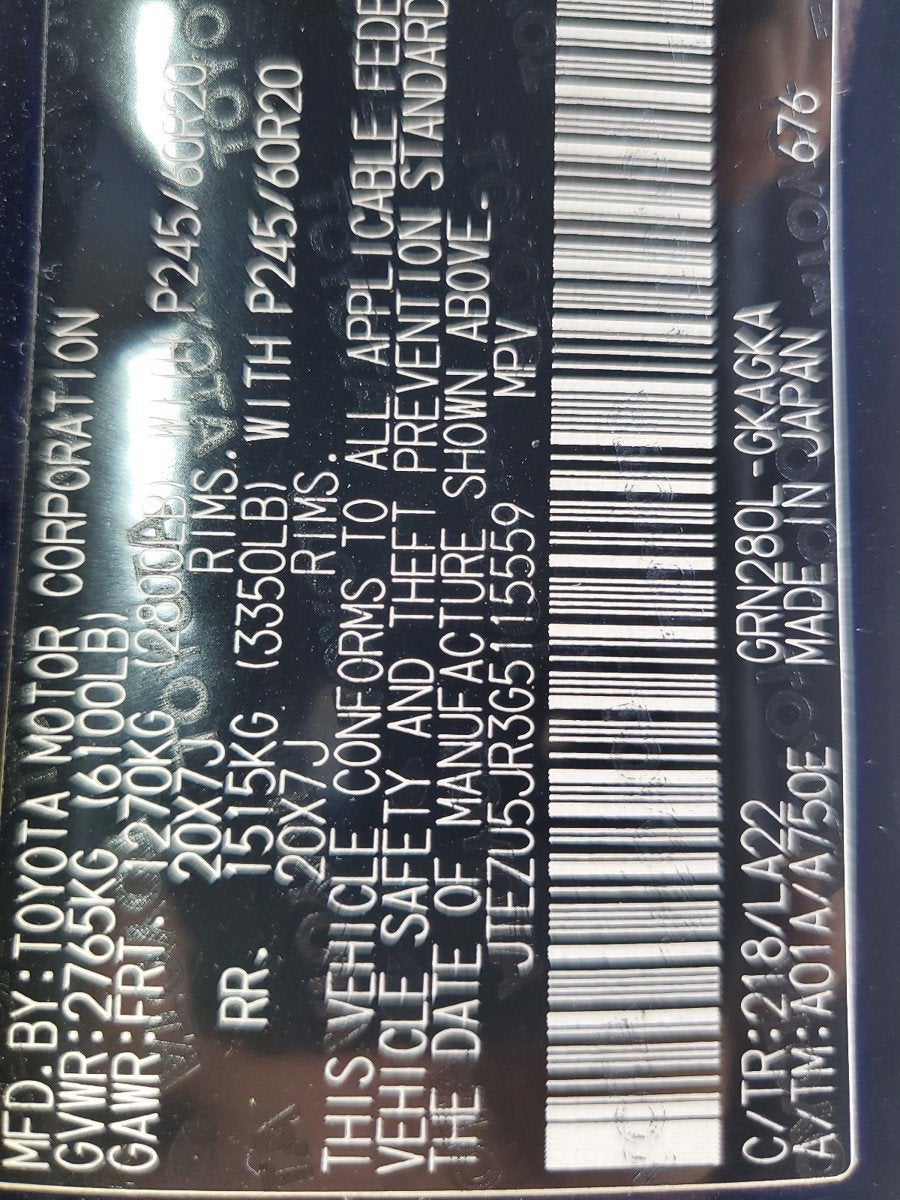 MFD.BY:TOYOTA MOTOR CORPORATION
GVWR:2765KG (6100LB)
GAWR:FRT. 1270KG (2800LB) WITH P245/60R20
20X7J RIMS.
RR. 1515KG (3350LB) WITH P245/60R20
20X7J RIMS.
THIS VEHICLE CONFORMS TO ALL APPLICABLE FEDE
VEHICLE SAFETY AND THEFT PREVENTION STANDARD
THE DATE OF MANUFACTURE SHOWN ABOVE.
JTEZU5JR3G5115559 MPV
C/TR:218/LA22 GRN280L-GKAGKA
A/TM:A01A/A750E MADE IN JAPAN 676